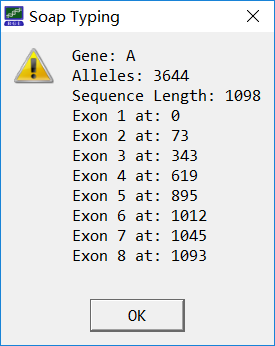 Soap Typing
Gene: A
Alleles: 3644
Sequence Length: 1098
Exon 1 at: 0
Exon 2 at: 73
Exon 3 at: 343
Exon 4 at: 619
Exon 5 at: 895
Exon 6 at: 1012
Exon 7 at: 1045
Exon 8 at: 1093
OK